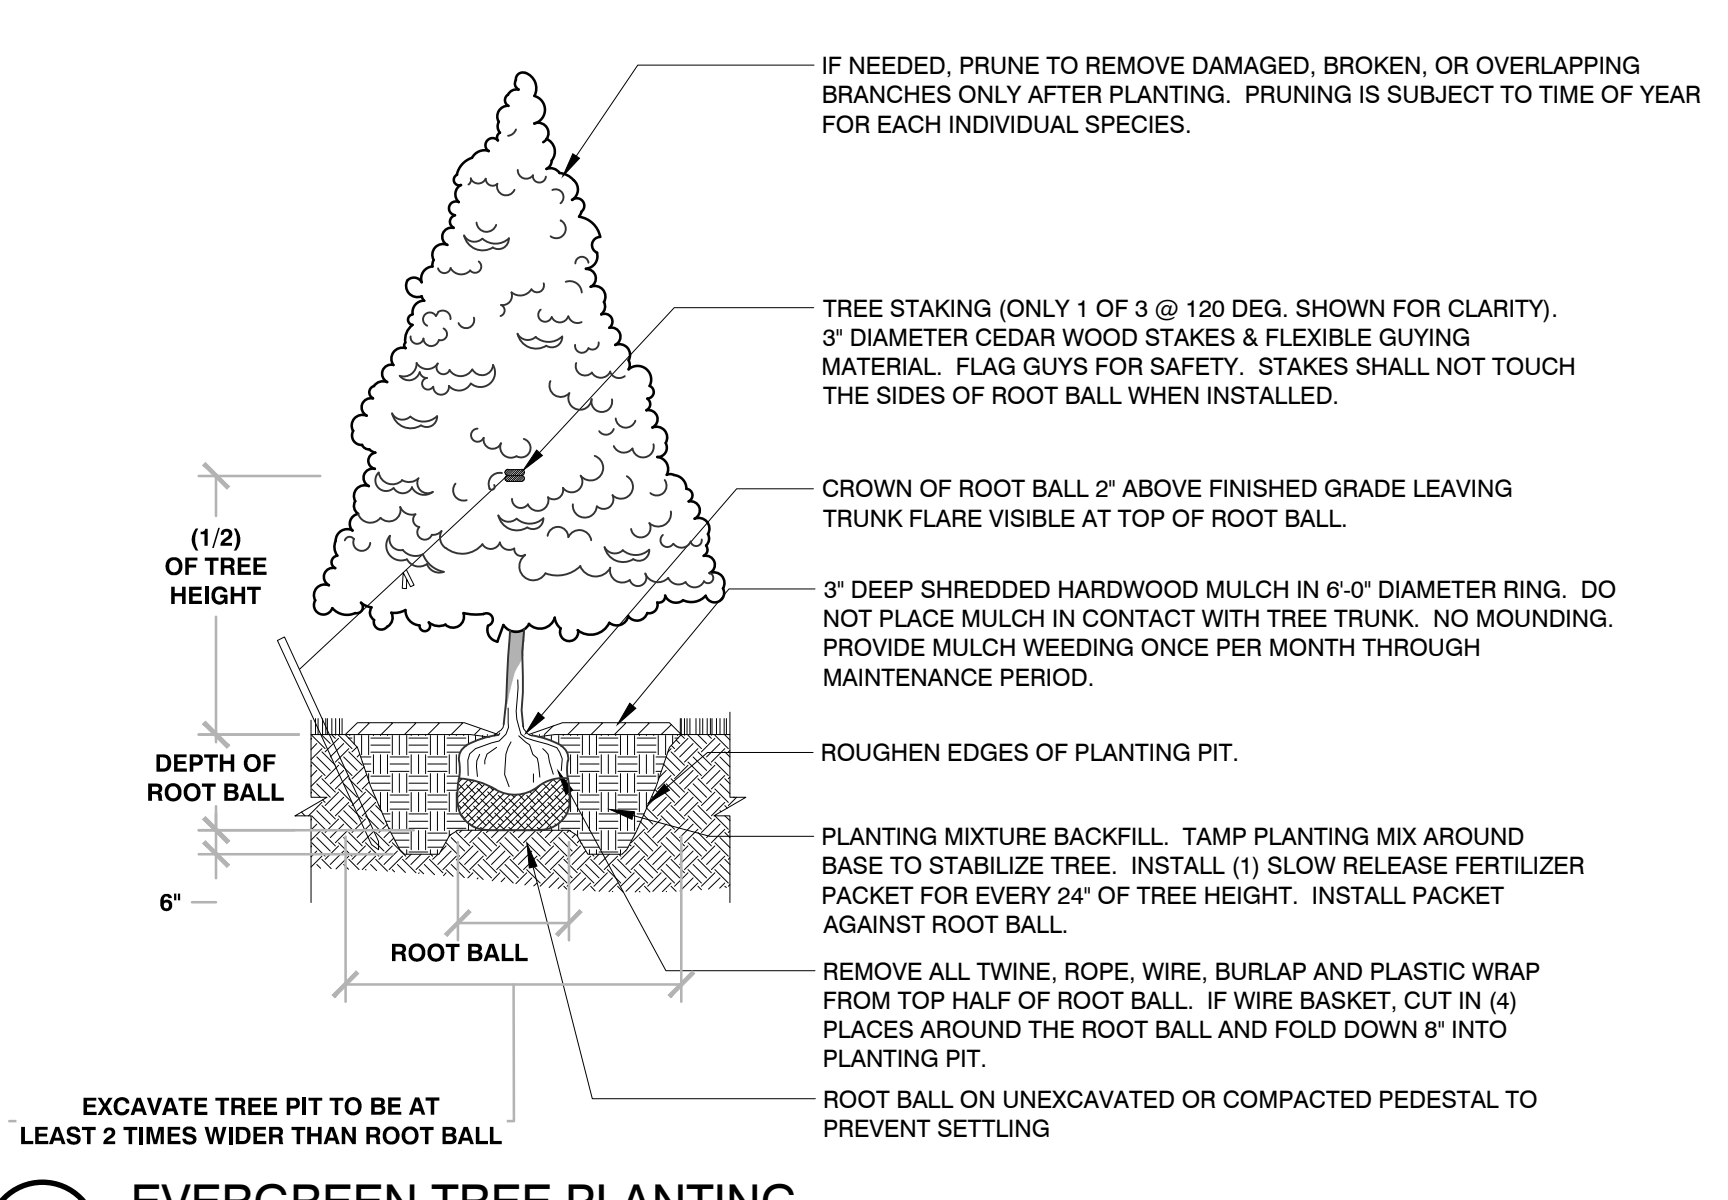 IF NEEDED, PRUNE TO REMOVE DAMAGED, BROKEN, OR OVERLAPPING
BRANCHES ONLY AFTER PLANTING.  PRUNING IS SUBJECT TO TIME OF YEAR
FOR EACH INDIVIDUAL SPECIES.
TREE STAKING (ONLY 1 OF 3 @ 120 DEG. SHOWN FOR CLARITY).
3" DIAMETER CEDAR WOOD STAKES & FLEXIBLE GUYING
MATERIAL.  FLAG GUYS FOR SAFETY.  STAKES SHALL NOT TOUCH
THE SIDES OF ROOT BALL WHEN INSTALLED.
CROWN OF ROOT BALL 2" ABOVE FINISHED GRADE LEAVING
TRUNK FLARE VISIBLE AT TOP OF ROOT BALL.
(1/2)
OF TREE
HEIGHT
3" DEEP SHREDDED HARDWOOD MULCH IN 6'-0" DIAMETER RING.  DO
NOT PLACE MULCH IN CONTACT WITH TREE TRUNK.  NO MOUNDING.
PROVIDE MULCH WEEDING ONCE PER MONTH THROUGH
MAINTENANCE PERIOD.
ROUGHEN EDGES OF PLANTING PIT.
DEPTH OF
ROOT BALL
PLANTING MIXTURE BACKFILL.  TAMP PLANTING MIX AROUND
BASE TO STABILIZE TREE.  INSTALL (1) SLOW RELEASE FERTILIZER
PACKET FOR EVERY 24" OF TREE HEIGHT.  INSTALL PACKET
AGAINST ROOT BALL.
6"
ROOT BALL
REMOVE ALL TWINE, ROPE, WIRE, BURLAP AND PLASTIC WRAP
FROM TOP HALF OF ROOT BALL.  IF WIRE BASKET, CUT IN (4)
PLACES AROUND THE ROOT BALL AND FOLD DOWN 8" INTO
PLANTING PIT.
ROOT BALL ON UNEXCAVATED OR COMPACTED PEDESTAL TO
PREVENT SETTLING
EXCAVATE TREE PIT TO BE AT
LEAST 2 TIMES WIDER THAN ROOT BALL
EVERGREEN TREE PLANTING